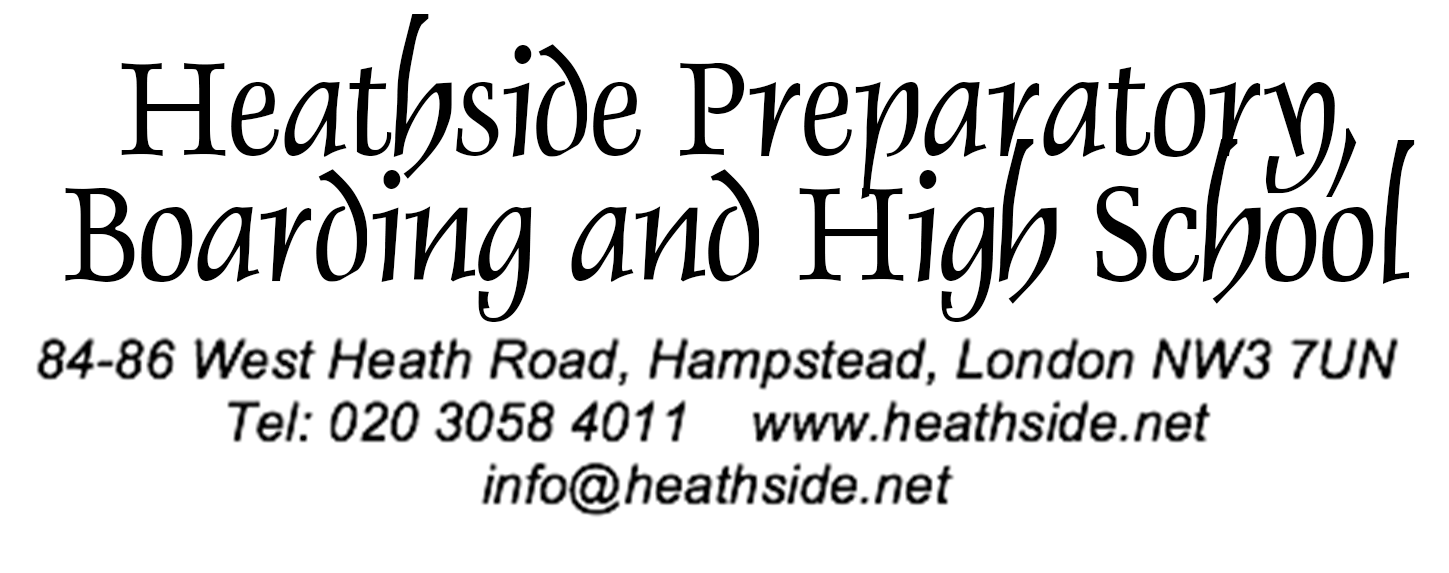 Heathside Preparatory,
Boarding and High School
84-86 West Heath Road, Hampstead, London NW3 7UN
Tel: 020 3058 4011 www.heathside.net
info@heathside.net